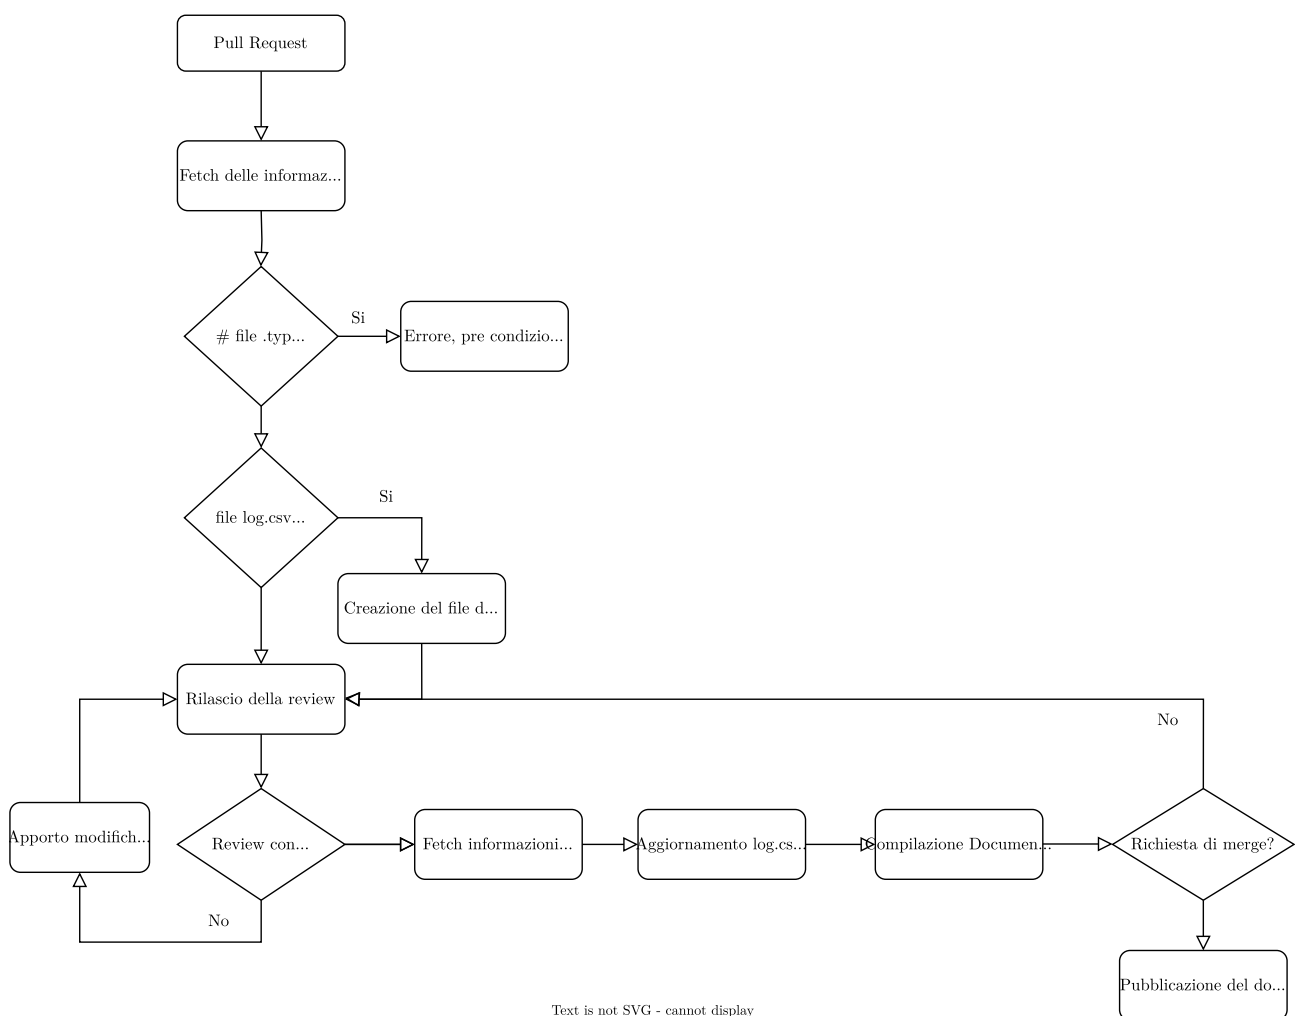 Pull Request
Fetch delle informaz...
# file .typ...
Si
Errore, pre condizio...
file log.csv...
Si
Creazione del file d...
Rilascio della review
No
Apporto modifich...
Review con...
Fetch informazioni...
Aggiornamento log.cs...
Compilazione Documen...
Richiesta di merge?
No
Pubblicazione del do...
Text is not SVG - cannot display